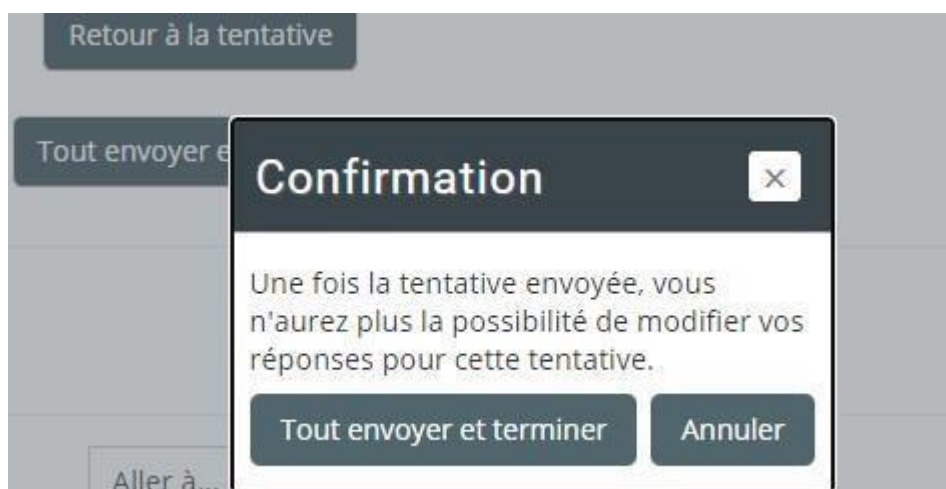 Retour à la tentative
Tout envoyer e
Confirmation
Une fois la tentative envoyée, vous
n'aurez plus la possibilité de modifier vos
réponses pour cette tentative.
Tout envoyer et terminer
Annuler
Aller à...